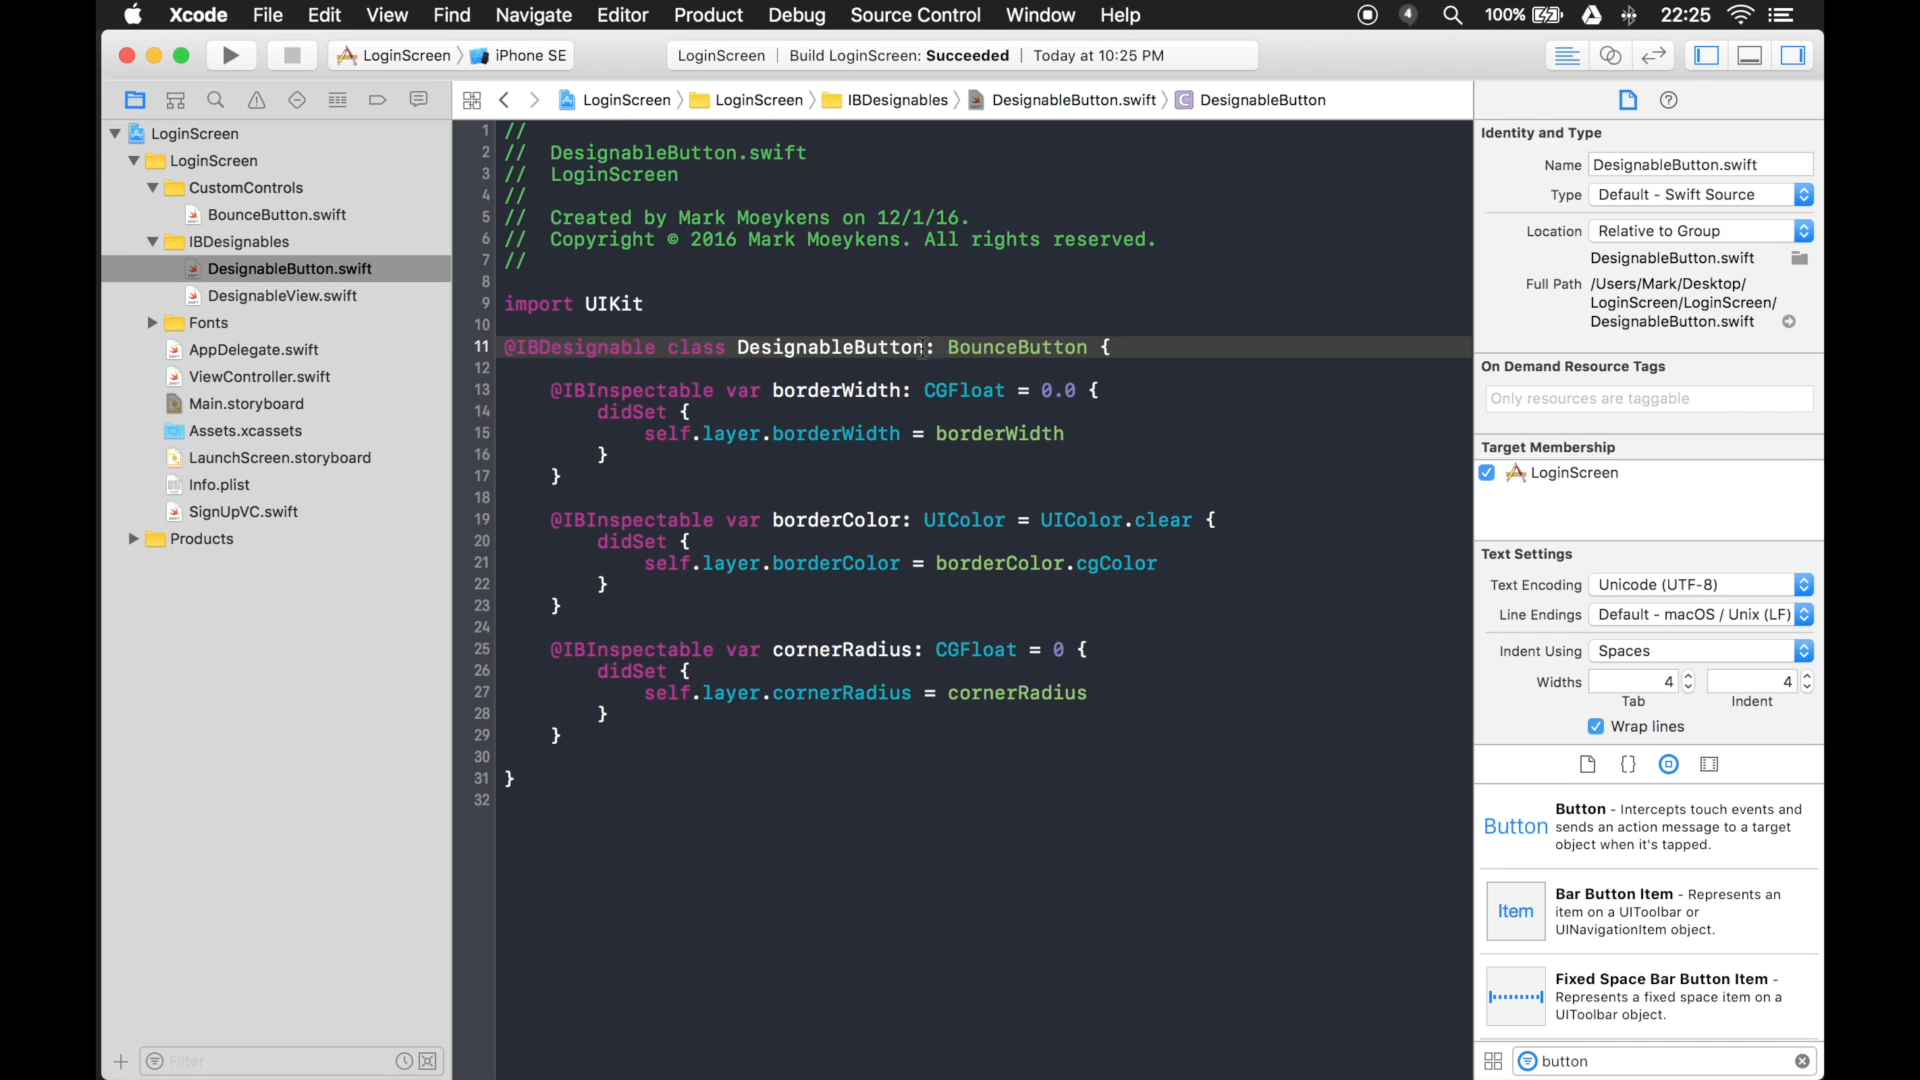 Xcode File Edit View Find Navigate Editor Product Debug Source Control Window Help 4 100% 22:25
LoginScreen iPhone SE LoginScreen Build LoginScreen: Succeeded Today at 10:25 PM
LoginScreen LoginScreen IBDesignables DesignableButton.swift C DesignableButton
LoginScreen
LoginScreen
CustomControls
BounceButton.swift
IBDesignables
DesignableButton.swift
DesignableView.swift
Fonts
AppDelegate.swift
ViewController.swift
Main.storyboard
Assets.xcassets
LaunchScreen.storyboard
Info.plist
SignUpVC.swift
Products
Filter
1 //
2 // DesignableButton.swift
3 // LoginScreen
4 //
5 // Created by Mark Moeykens on 12/1/16.
6 // Copyright © 2016 Mark Moeykens. All rights reserved.
7 //
8
9 import UIKit
10
11 @IBDesignable class DesignableButton: BounceButton {
12
13 @IBInspectable var borderWidth: CGFloat = 0.0 {
14 didSet {
15 self.layer.borderWidth = borderWidth
16 }
17 }
18
19 @IBInspectable var borderColor: UIColor = UIColor.clear {
20 didSet {
21 self.layer.borderColor = borderColor.cgColor
22 }
23 }
24
25 @IBInspectable var cornerRadius: CGFloat = 0 {
26 didSet {
27 self.layer.cornerRadius = cornerRadius
28 }
29 }
30
31 }
32
Identity and Type
Name DesignableButton.swift
Type Default - Swift Source
Location Relative to Group
DesignableButton.swift
Full Path /Users/Mark/Desktop/
LoginScreen/LoginScreen/
DesignableButton.swift
On Demand Resource Tags
Only resources are taggable
Target Membership
LoginScreen
Text Settings
Text Encoding Unicode (UTF-8)
Line Endings Default - macOS / Unix (LF)
Indent Using Spaces
Widths 4 4
Tab Indent
Wrap lines
Button
Button - Intercepts touch events and
sends an action message to a target
object when it's tapped.
Item
Bar Button Item - Represents an
item on a UIToolbar or
UINavigationItem object.
Fixed Space Bar Button Item -
Represents a fixed space item on a
UIToolbar object.
button